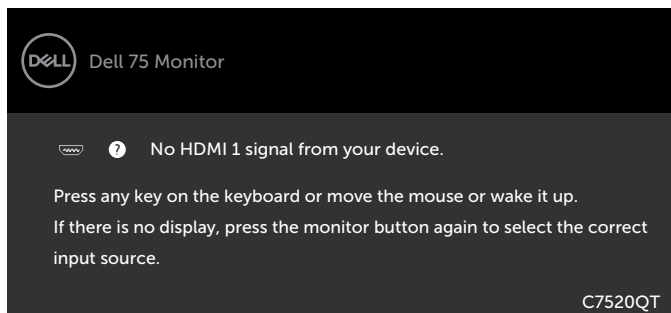 DELL
Dell 75 Monitor
? No HDMI 1 signal from your device.
Press any key on the keyboard or move the mouse or wake it up.
If there is no display, press the monitor button again to select the correct
input source.
C7520QT